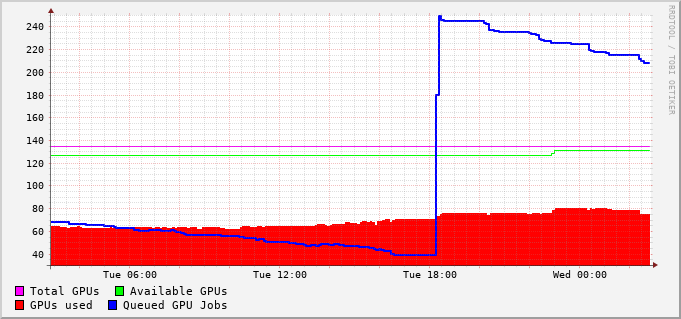 240
220
200
180
160
140
120
100
80
60
40
Tue 06:00 Tue 12:00 Tue 18:00 Wed 00:00
Total GPUs Available GPUs
GPUs used Queued GPU Jobs
RRDTOOL / TOBI OETIKER